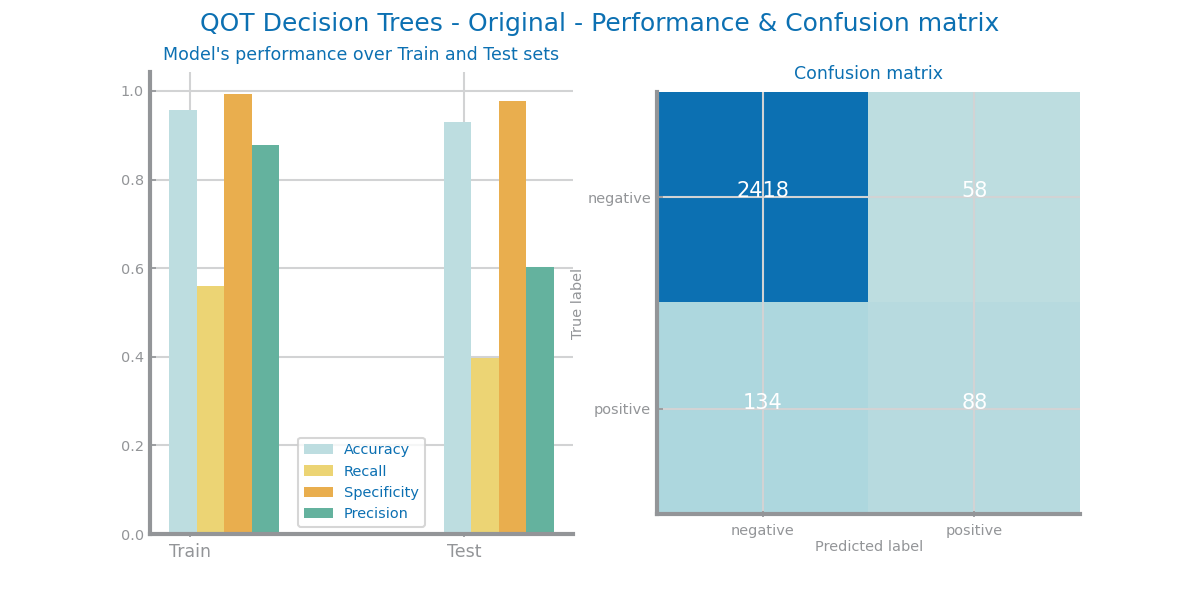 QOT Decision Trees - Original - Performance & Confusion matrix
Model's performance over Train and Test sets
1.0
0.8
0.6
0.4
0.2
0.0
Train
Test
Accuracy
Recall
Specificity
Precision
Confusion matrix
True label
negative
positive
2418
58
134
88
negative
positive
Predicted label